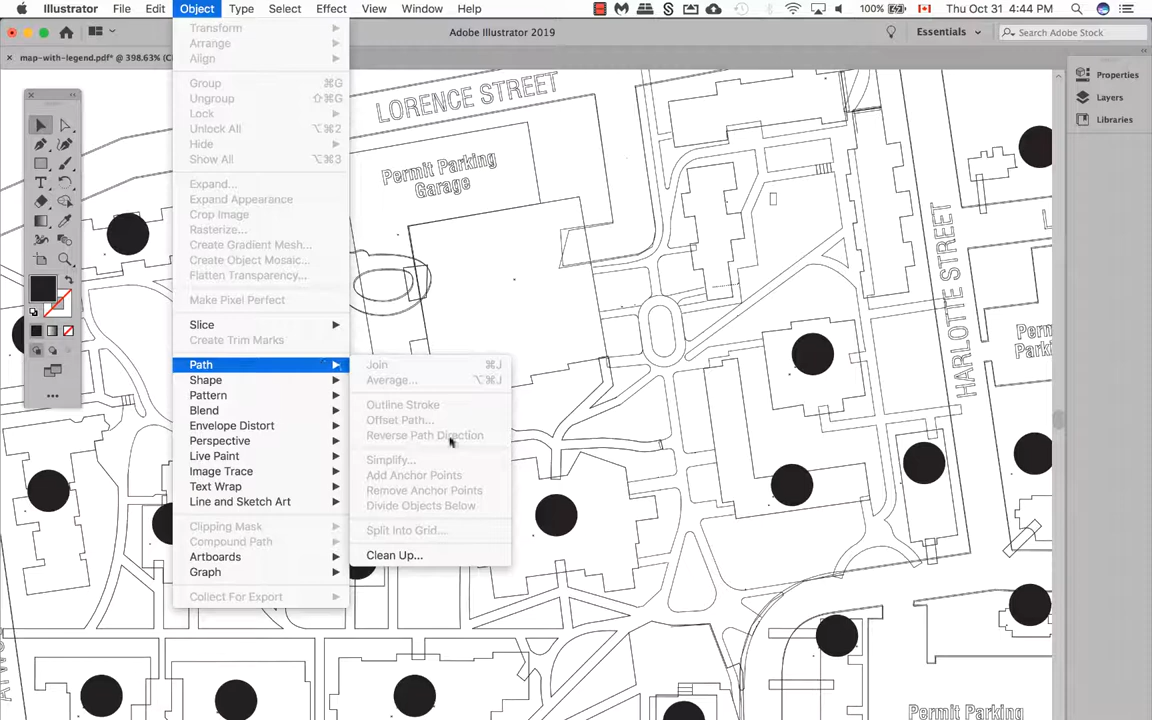 Illustrator File Edit Object Type Select Effect View Window Help 100% Thu Oct 31 4:44 PM
Adobe Illustrator 2019 Essentials Search Adobe Stock
× map-with-legend.pdf* @ 398.63% (C
Transform
Arrange
Align
Group ⌘G
Ungroup ⇧⌘G
Lock
Unlock All ⌥⌘2
Hide
Show All ⌥⌘3
Expand...
Expand Appearance
Crop Image
Rasterize...
Create Gradient Mesh...
Create Object Mosaic...
Flatten Transparency...
Make Pixel Perfect
Slice
Create Trim Marks
Path
Shape
Pattern
Blend
Envelope Distort
Perspective
Live Paint
Image Trace
Text Wrap
Line and Sketch Art
Clipping Mask
Compound Path
Artboards
Graph
Collect For Export
Join ⌘J
Average... ⌥⌘J
Outline Stroke
Offset Path...
Reverse Path Direction
Simplify...
Add Anchor Points
Remove Anchor Points
Divide Objects Below
Split Into Grid...
Clean Up...
LORENCE STREET
Permit Parking
Garage
HARLOTTE STREET
Permi
Parki
Permit Parking
Properties
Layers
Libraries